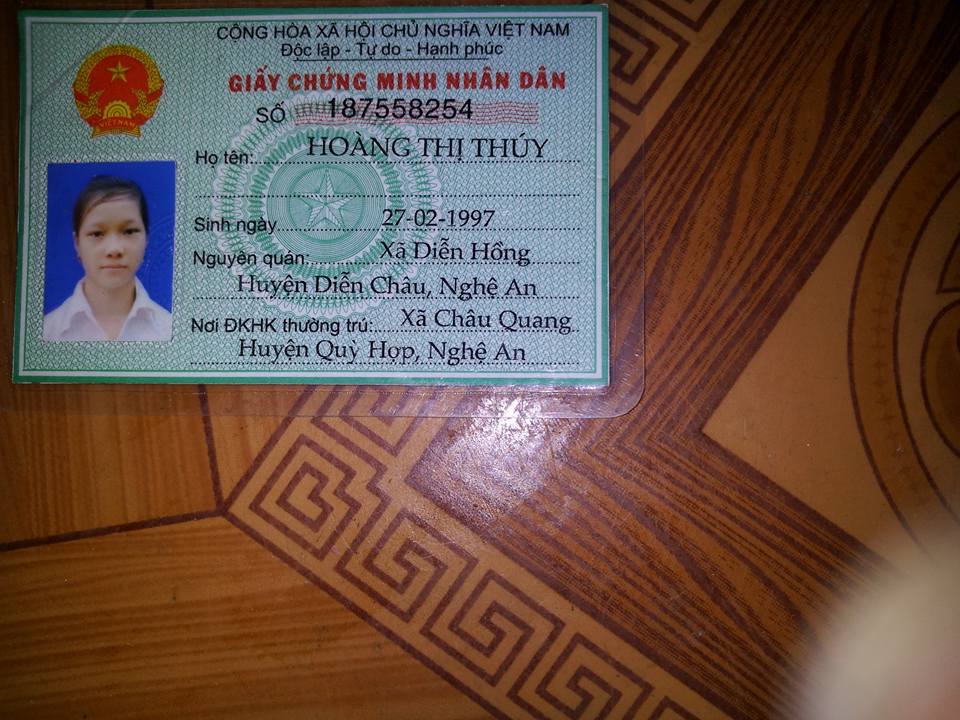 CỘNG HÒA XÃ HỘI CHỦ NGHĨA VIỆT NAM
Độc lập - Tự do - Hạnh phúc
GIẤY CHỨNG MINH NHÂN DÂN
SỐ 187558254
Họ tên: HOÀNG THỊ THÚY
Sinh ngày 27-02-1997
Nguyên quán: Xã Diễn Hồng
Huyện Diễn Châu, Nghệ An
Nơi ĐKHK thường trú: Xã Châu Quang
Huyện Quỳ Hợp, Nghệ An
VIỆT NAM